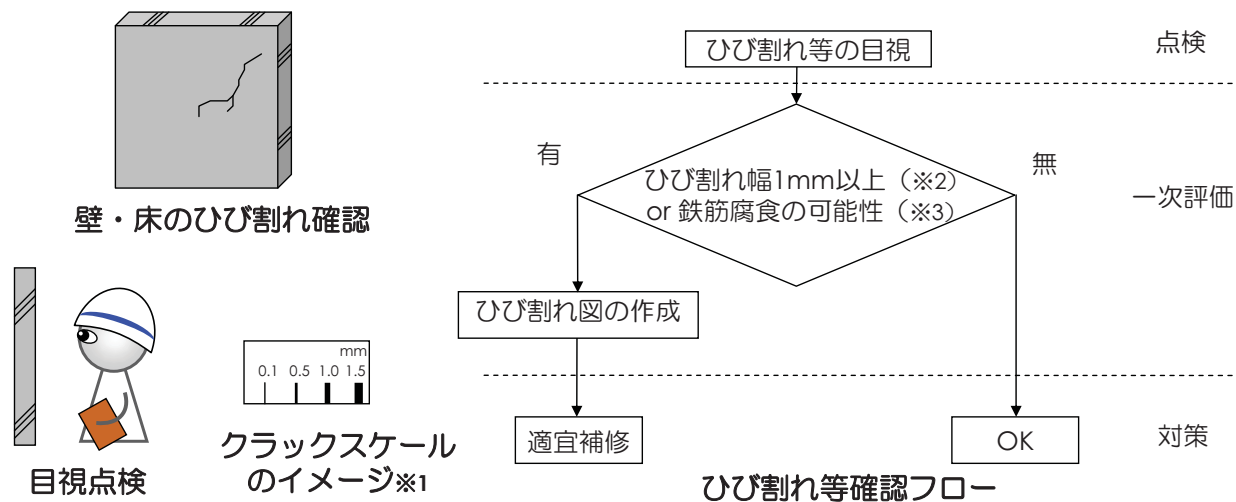 壁・床のひび割れ確認
目視点検
mm
0.1 0.5 1.0 1.5
クラックスケール
のイメージ※1
ひび割れ等の目視
点検
有
無
ひび割れ幅1mm以上（※2）
or 鉄筋腐食の可能性（※3）
一次評価
ひび割れ図の作成
適宜補修
OK
対策
ひび割れ等確認フロー